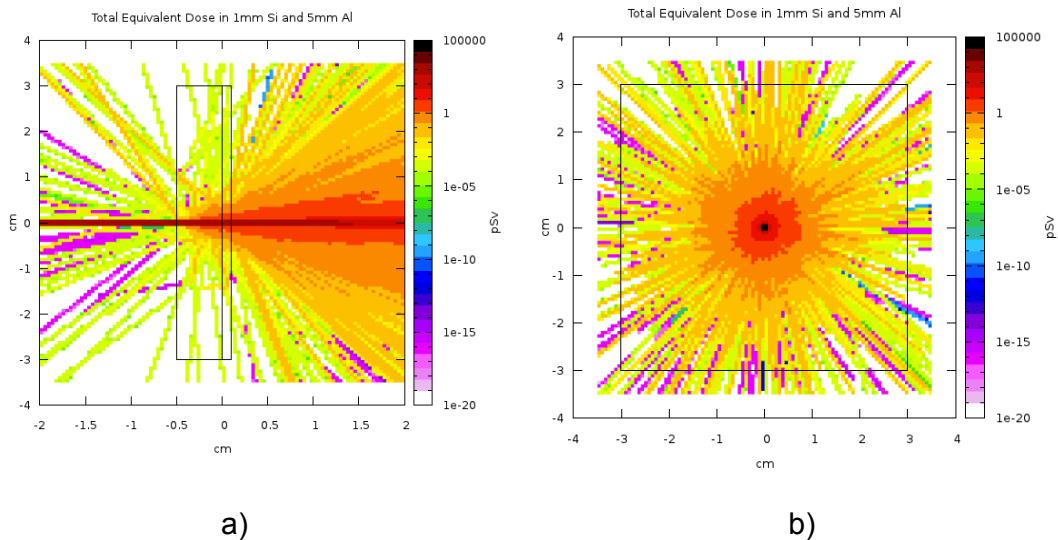 Total Equivalent Dose in 1mm Si and 5mm Al
4
3
2
1
0
-1
-2
-3
-4
cm
-2
-1.5
-1
-0.5
0
0.5
1
1.5
2
cm
100000
1
1e-05
1e-10
1e-15
1e-20
pSv
a)
Total Equivalent Dose in 1mm Si and 5mm Al
4
3
2
1
0
-1
-2
-3
-4
cm
-4
-3
-2
-1
0
1
2
3
4
cm
100000
1
1e-05
1e-10
1e-15
1e-20
pSv
b)